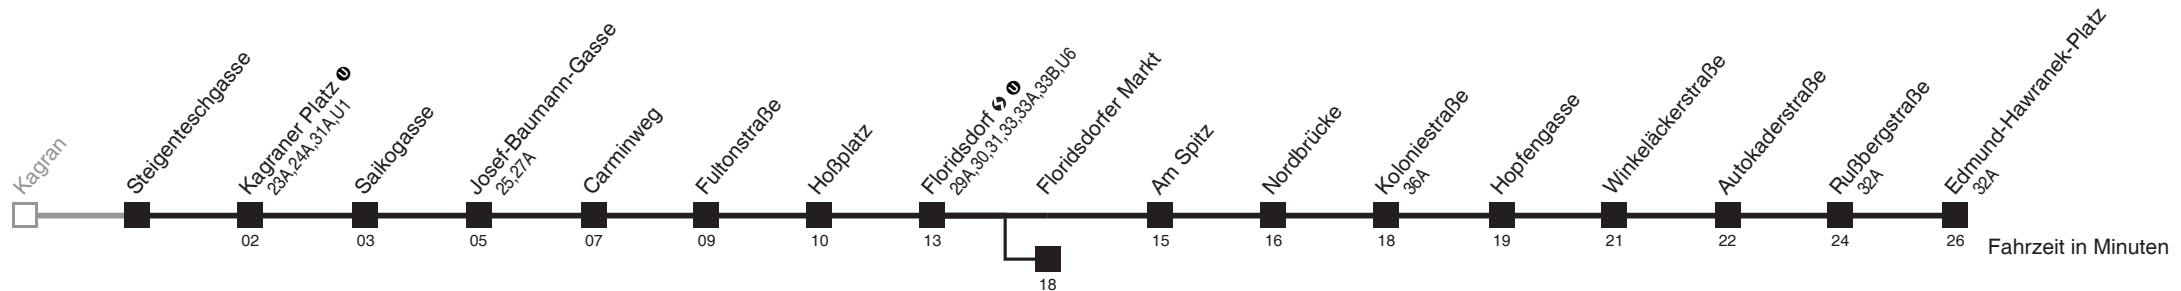 Kagran
Steigenteschgasse
Kagraner Platz U
23A,24A,31A,U1
Saikogasse
Josef-Baumann-Gasse
25,27A
Carminweg
Fultonstraße
Hoßplatz
Floridsdorf S U
29A,30,31,33,33A,33B,U6
Floridsdorfer Markt
Am Spitz
Nordbrücke
Koloniestraße
36A
Hopfengasse
Winkeläckerstraße
Autokaderstraße
Rußbergstraße
32A
Edmund-Hawranek-Platz
32A
02 03 05 07 09 10 13 15 16 18 19 21 22 24 26
Fahrzeit in Minuten
18